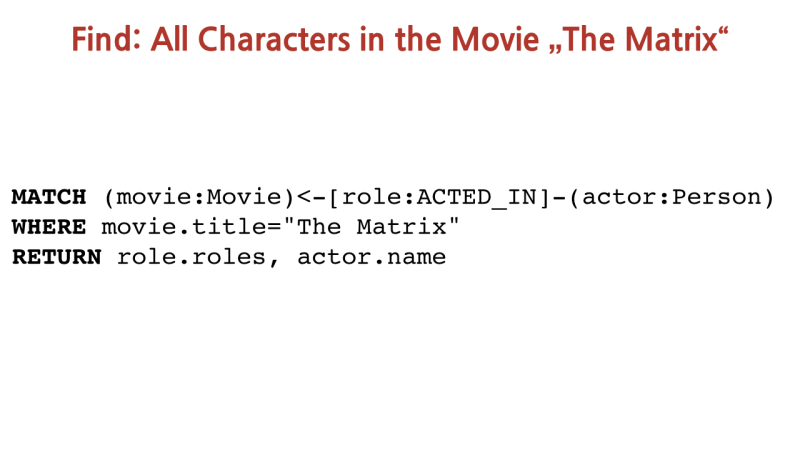 Find: All Characters in the Movie „The Matrix“
MATCH (movie:Movie)<-[role:ACTED_IN]-(actor:Person)
WHERE movie.title="The Matrix"
RETURN role.roles, actor.name